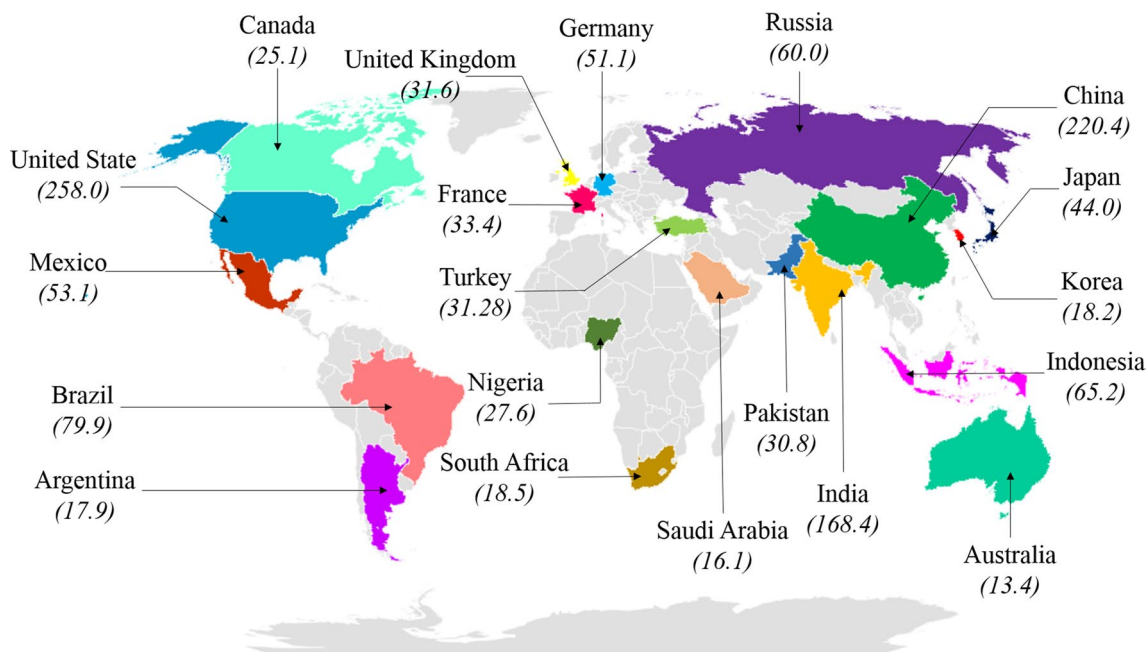 Canada
(25.1)
United Kingdom
(31.6)
Germany
(51.1)
Russia
(60.0)
China
(220.4)
United State
(258.0)
France
(33.4)
Japan
(44.0)
Mexico
(53.1)
Turkey
(31.28)
Korea
(18.2)
Brazil
(79.9)
Nigeria
(27.6)
Pakistan
(30.8)
Indonesia
(65.2)
Argentina
(17.9)
South Africa
(18.5)
Saudi Arabia
(16.1)
India
(168.4)
Australia
(13.4)